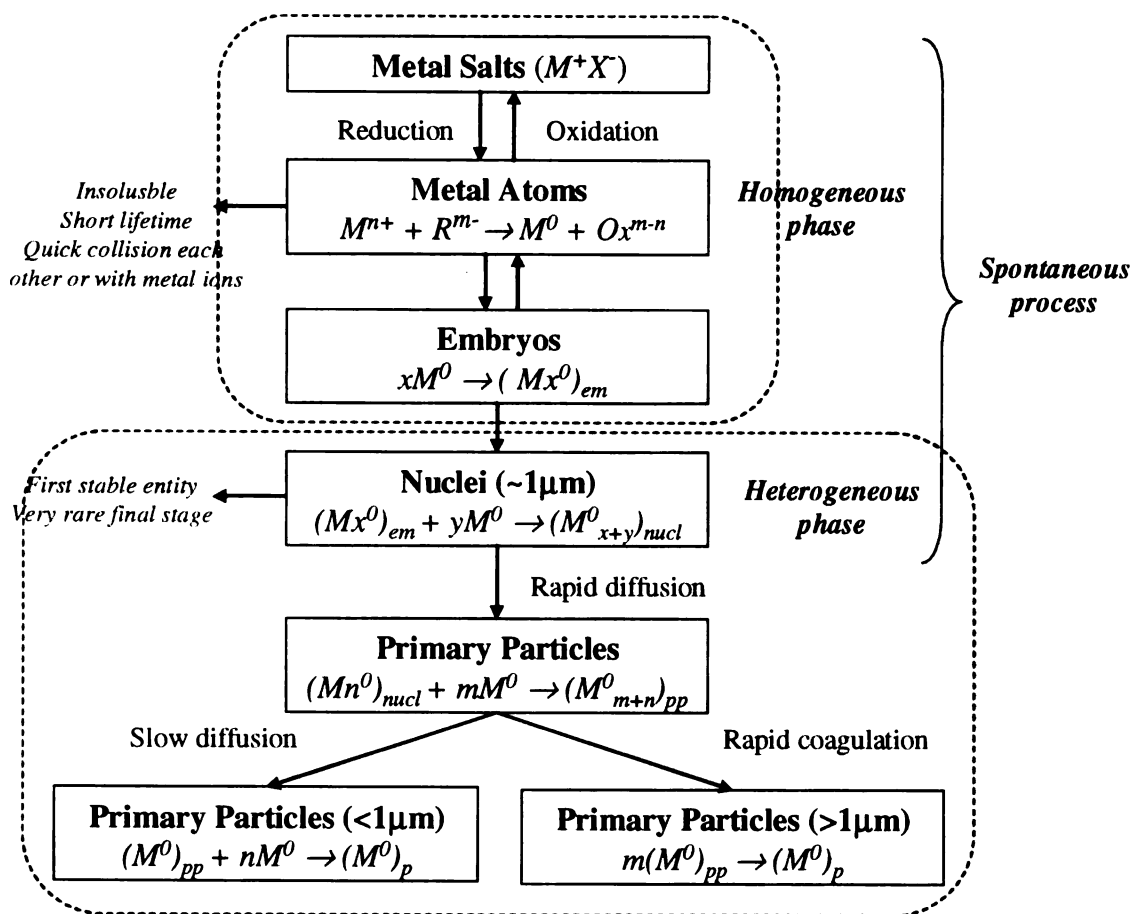 Metal Salts (M⁺X⁻)
Reduction
Oxidation
Metal Atoms
Mⁿ⁺ + Rᵐ⁻ → M⁰ + Oxᵐ⁻ⁿ
Homogeneous
phase
Insolusble
Short lifetime
Quick collision each
other or with metal ions
Spontaneous
process
Embryos
xM⁰ → ( Mx⁰)em
Nuclei (~1μm)
(Mx⁰)em + yM⁰ → (M⁰x+y)nucl
First stable entity
Very rare final stage
Heterogeneous
phase
Rapid diffusion
Primary Particles
(Mn⁰)nucl + mM⁰ → (M⁰m+n)pp
Slow diffusion
Rapid coagulation
Primary Particles (<1μm)
(M⁰)pp + nM⁰ → (M⁰)p
Primary Particles (>1μm)
m(M⁰)pp → (M⁰)p